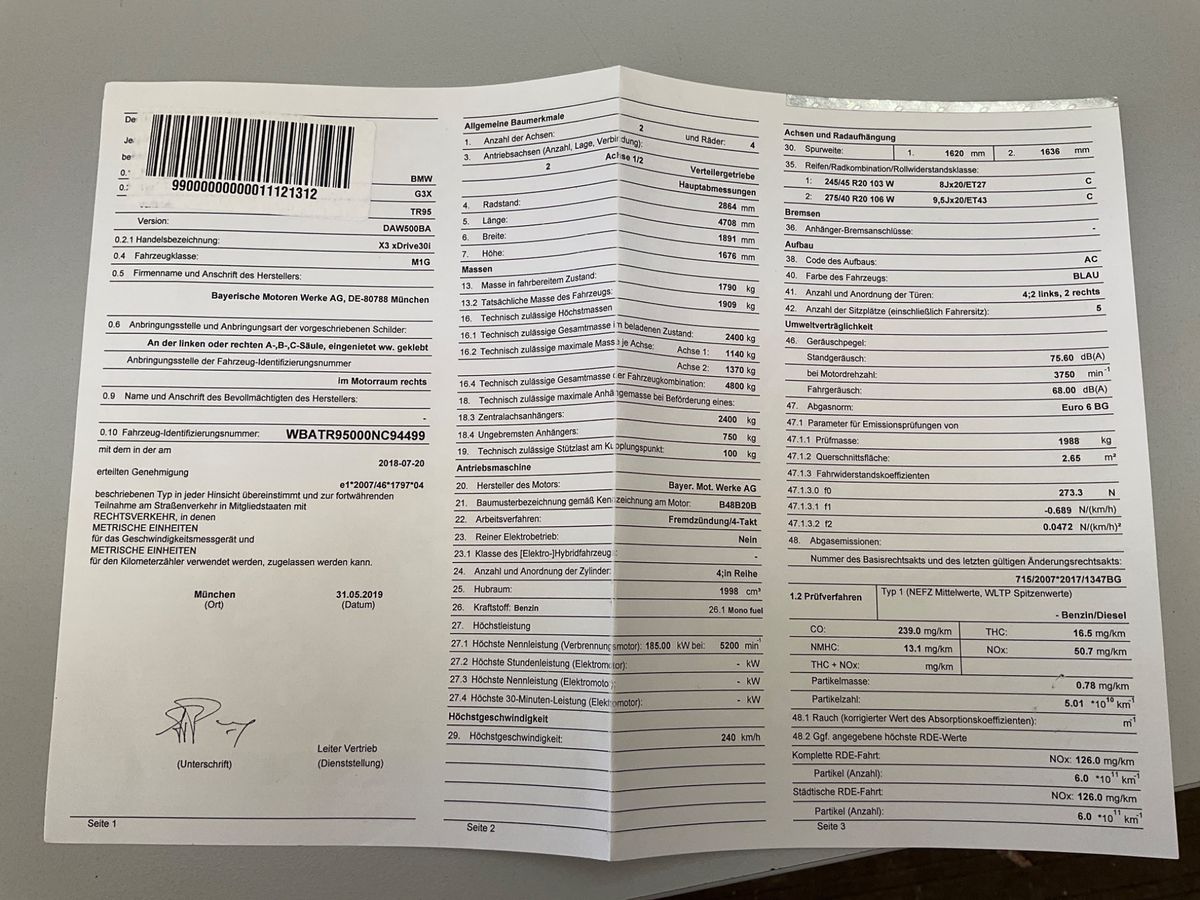 De
Je
be
0.
0.
99000000000011121312
BMW
G3X
TR95
Version:
DAW500BA
0.2.1 Handelsbezeichnung:
X3 xDrive30i
0.4 Fahrzeugklasse:
M1G
0.5 Firmenname und Anschrift des Herstellers:
Bayerische Motoren Werke AG, DE-80788 München
0.6 Anbringungsstelle und Anbringungsart der vorgeschriebenen Schilder:
An der linken oder rechten A-,B-,C-Säule, eingenietet ww. geklebt
Anbringungsstelle der Fahrzeug-Identifizierungsnummer
im Motorraum rechts
0.9 Name und Anschrift des Bevollmächtigten des Herstellers:
-
0.10 Fahrzeug-Identifizierungsnummer: WBATR95000NC94499
mit dem in der am
2018-07-20
erteilten Genehmigung
e1*2007/46*1797*04
beschriebenen Typ in jeder Hinsicht übereinstimmt und zur fortwährenden
Teilnahme am Straßenverkehr in Mitgliedstaaten mit
RECHTSVERKEHR, in denen
METRISCHE EINHEITEN
für das Geschwindigkeitsmessgerät und
METRISCHE EINHEITEN
für den Kilometerzähler verwendet werden, zugelassen werden kann.
München 31.05.2019
(Ort) (Datum)
Leiter Vertrieb
(Unterschrift) (Dienststellung)
Seite 1
Allgemeine Baumerkmale
1. Anzahl der Achsen: 2 und Räder: 4
3. Antriebsachsen (Anzahl, Lage, Verbindung):
2 Achse 1/2 Verteilergetriebe
Hauptabmessungen
4. Radstand: 2864 mm
5. Länge: 4708 mm
6. Breite: 1891 mm
7. Höhe: 1676 mm
Massen
13. Masse in fahrbereitem Zustand: 1790 kg
13.2 Tatsächliche Masse des Fahrzeugs: 1909 kg
16. Technisch zulässige Höchstmassen
16.1 Technisch zulässige Gesamtmasse im beladenen Zustand: 2400 kg
16.2 Technisch zulässige maximale Masse je Achse: Achse 1: 1140 kg
Achse 2: 1370 kg
16.4 Technisch zulässige Gesamtmasse der Fahrzeugkombination: 4800 kg
18. Technisch zulässige maximale Anhängemasse bei Beförderung eines:
18.3 Zentralachsanhängers: 2400 kg
18.4 Ungebremsten Anhängers: 750 kg
19. Technisch zulässige Stützlast am Kupplungspunkt: 100 kg
Antriebsmaschine
20. Hersteller des Motors: Bayer. Mot. Werke AG
21. Baumusterbezeichnung gemäß Kennzeichnung am Motor: B48B20B
22. Arbeitsverfahren: Fremdzündung/4-Takt
23. Reiner Elektrobetrieb: Nein
23.1 Klasse des [Elektro-]Hybridfahrzeug: -
24. Anzahl und Anordnung der Zylinder: 4;in Reihe
25. Hubraum: 1998 cm³
26. Kraftstoff: Benzin 26.1 Mono fuel
27. Höchstleistung
27.1 Höchste Nennleistung (Verbrennungsmotor): 185.00 kW bei: 5200 min⁻¹
27.2 Höchste Stundenleistung (Elektromotor): - kW
27.3 Höchste Nennleistung (Elektromotor): - kW
27.4 Höchste 30-Minuten-Leistung (Elektromotor): - kW
Höchstgeschwindigkeit
29. Höchstgeschwindigkeit: 240 km/h
Seite 2
Achsen und Radaufhängung
30. Spurweite: 1. 1620 mm 2. 1636 mm
35. Reifen/Radkombination/Rollwiderstandsklasse:
1: 245/45 R20 103 W 8Jx20/ET27 C
2: 275/40 R20 106 W 9,5Jx20/ET43 C
Bremsen
36. Anhänger-Bremsanschlüsse: -
Aufbau
38. Code des Aufbaus: AC
40. Farbe des Fahrzeugs: BLAU
41. Anzahl und Anordnung der Türen: 4;2 links, 2 rechts
42. Anzahl der Sitzplätze (einschließlich Fahrersitz): 5
Umweltverträglichkeit
46. Geräuschpegel:
Standgeräusch: 75.60 dB(A)
bei Motordrehzahl: 3750 min⁻¹
Fahrgeräusch: 68.00 dB(A)
47. Abgasnorm: Euro 6 BG
47.1 Parameter für Emissionsprüfungen von
47.1.1 Prüfmasse: 1988 kg
47.1.2 Querschnittsfläche: 2.65 m²
47.1.3 Fahrwiderstandskoeffizienten
47.1.3.0 f0 273.3 N
47.1.3.1 f1 -0.689 N/(km/h)
47.1.3.2 f2 0.0472 N/(km/h)²
48. Abgasemissionen:
Nummer des Basisrechtsakts und des letzten gültigen Änderungsrechtsakts:
715/2007*2017/1347BG
1.2 Prüfverfahren Typ 1 (NEFZ Mittelwerte, WLTP Spitzenwerte)
- Benzin/Diesel
CO: 239.0 mg/km THC: 16.5 mg/km
NMHC: 13.1 mg/km NOx: 50.7 mg/km
THC + NOx: mg/km
Partikelmasse: 0.78 mg/km
Partikelzahl: 5.01 *10¹⁰ km⁻¹
48.1 Rauch (korrigierter Wert des Absorptionskoeffizienten): m⁻¹
48.2 Ggf. angegebene höchste RDE-Werte
Komplette RDE-Fahrt: NOx: 126.0 mg/km
Partikel (Anzahl): 6.0 *10¹¹ km⁻¹
Städtische RDE-Fahrt: NOx: 126.0 mg/km
Partikel (Anzahl): 6.0 *10¹¹ km⁻¹
Seite 3